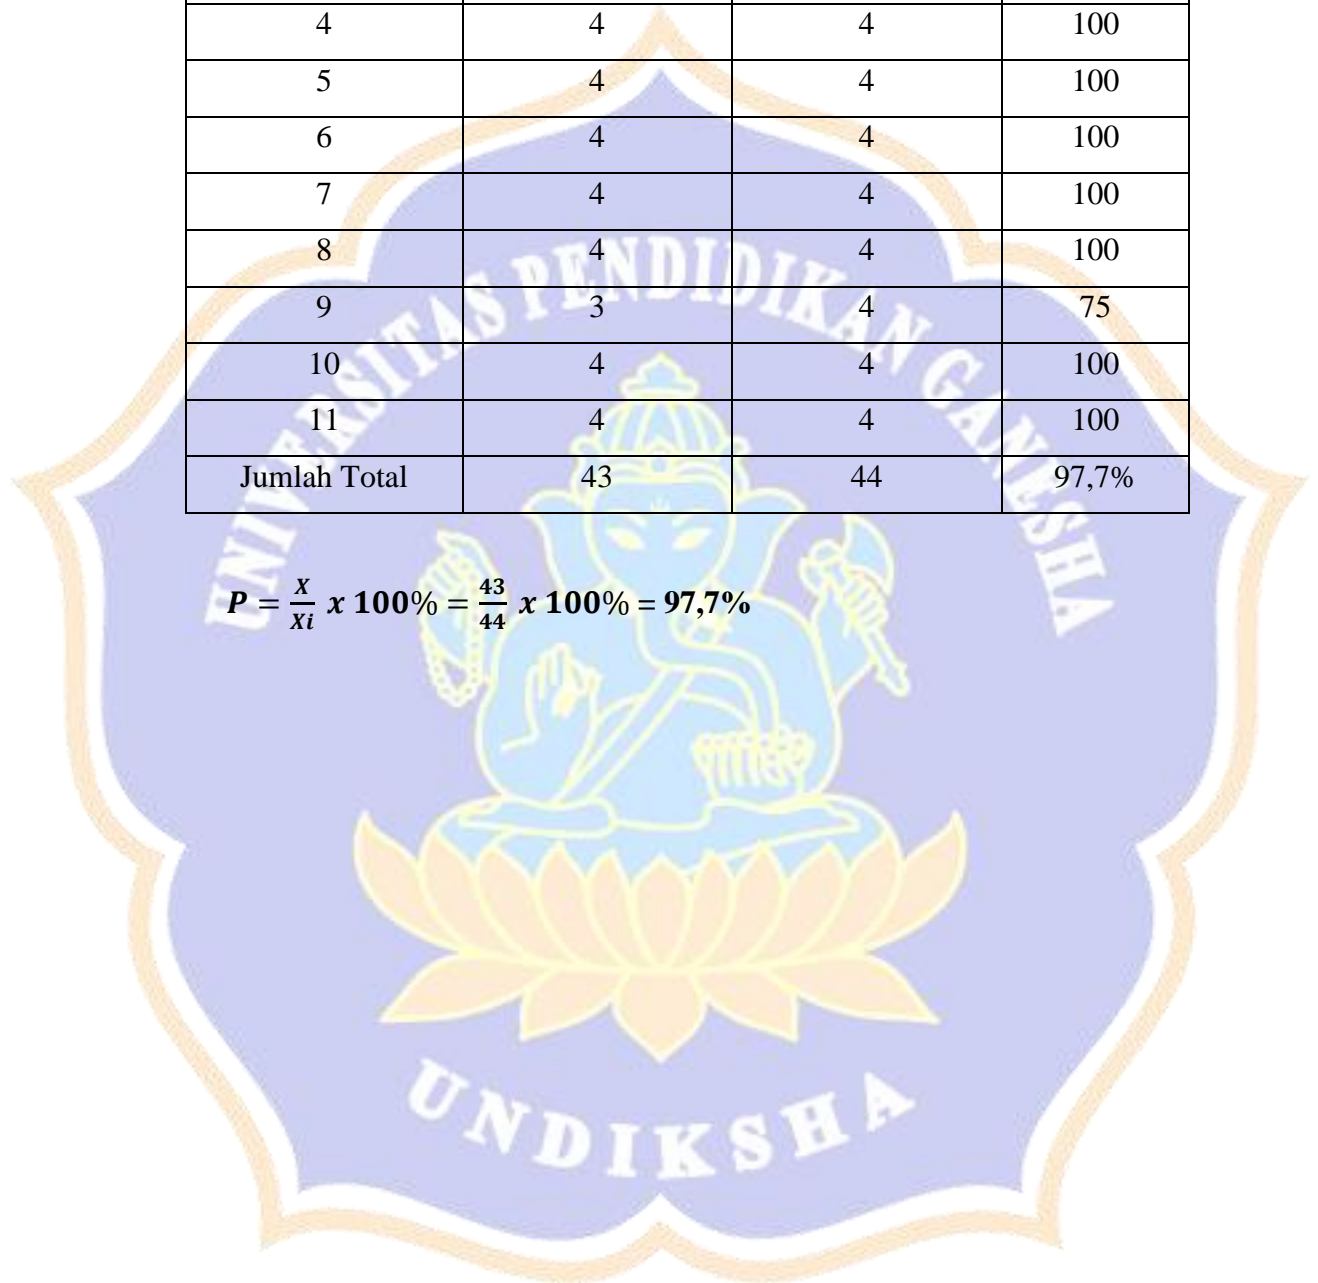 4 4 4 100
5 4 4 100
6 4 4 100
7 4 4 100
8 4 4 100
9 3 4 75
10 4 4 100
11 4 4 100
Jumlah Total 43 44 97,7%
P = X/Xi x 100% = 43/44 x 100% = 97,7%
UNIVERSITAS PENDIDIKAN GANESHA
UNDIKSHA